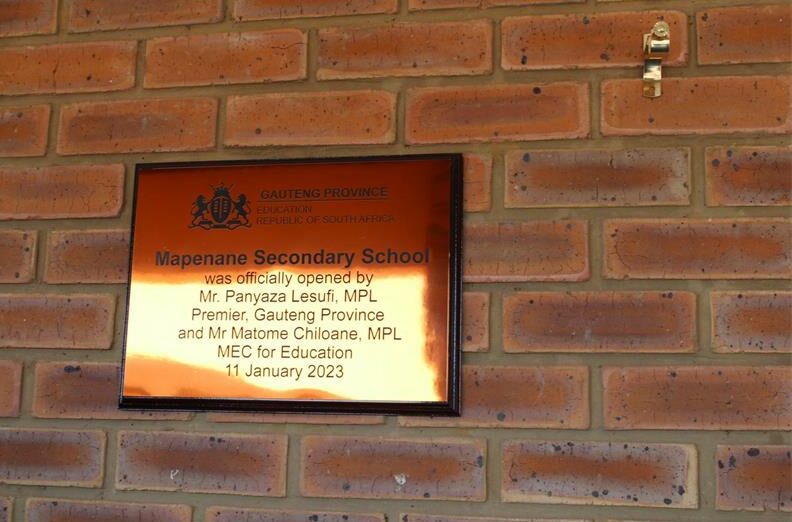 GAUTENG PROVINCE
EDUCATION
REPUBLIC OF SOUTH AFRICA
Mapenane Secondary School
was officially opened by
Mr. Panyaza Lesufi, MPL
Premier, Gauteng Province
and Mr Matome Chiloane, MPL
MEC for Education
11 January 2023